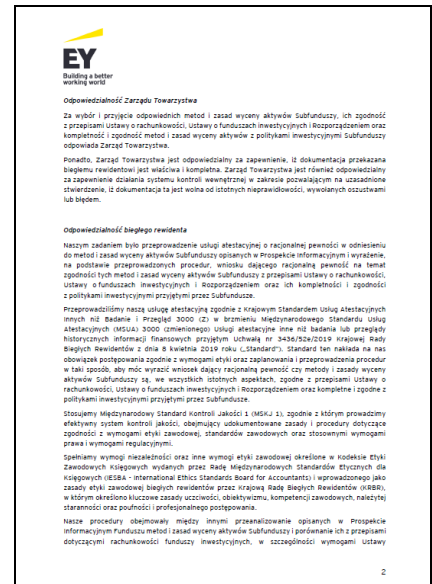 EY
Building a better
working world
Odpowiedzialność Zarządu Towarzystwa
Za wybór i przyjęcie odpowiednich metod i zasad wyceny aktywów Subfunduszy, ich zgodność
z przepisami Ustawy o rachunkowości, Ustawy o funduszach inwestycyjnych i Rozporządzeniem oraz
kompletność i zgodność metod i zasad wyceny aktywów z politykami inwestycyjnymi Subfunduszy
odpowiada Zarząd Towarzystwa.
Ponadto, Zarząd Towarzystwa jest odpowiedzialny za zapewnienie, iż dokumentacja przekazana
biegłemu rewidentowi jest właściwa i kompletna. Zarząd Towarzystwa jest również odpowiedzialny
za zapewnienie działania systemu kontroli wewnętrznej w zakresie pozwalającym na uzasadnione
stwierdzenie, iż dokumentacja ta jest wolna od istotnych nieprawidłowości, wywołanych oszustwami
lub błędem.
Odpowiedzialność biegłego rewidenta
Naszym zadaniem było przeprowadzenie usługi atestacyjnej o racjonalnej pewności w odniesieniu
do metod i zasad wyceny aktywów Subfunduszy opisanych w Prospekcie Informacyjnym i wyrażenie,
na podstawie przeprowadzonych procedur, wniosku dającego racjonalną pewność na temat
zgodności tych metod i zasad wyceny aktywów Subfunduszy z przepisami Ustawy o rachunkowości,
Ustawy o funduszach inwestycyjnych i Rozporządzeniem oraz ich kompletności i zgodności
z politykami inwestycyjnymi przyjętymi przez Subfundusze.
Przeprowadziliśmy naszą usługę atestacyjną zgodnie z Krajowym Standardem Usług Atestacyjnych
Innych niż Badanie i Przegląd 3000 (Z) w brzmieniu Międzynarodowego Standardu Usług
Atestacyjnych (MSUA) 3000 (zmienionego) Usługi atestacyjne inne niż badania lub przeglądy
historycznych informacji finansowych przyjętym Uchwałą nr 3436/52e/2019 Krajowej Rady
Biegłych Rewidentów z dnia 8 kwietnia 2019 roku („Standard”). Standard ten nakłada na nas
obowiązek postępowania zgodnie z wymogami etyki oraz zaplanowania i przeprowadzenia procedur
w taki sposób, aby móc wyrazić wniosek dający racjonalną pewność czy metody i zasady wyceny
aktywów Subfunduszy są, we wszystkich istotnych aspektach, zgodne z przepisami Ustawy o
rachunkowości, Ustawy o funduszach inwestycyjnych i Rozporządzeniem oraz kompletne i zgodne z
politykami inwestycyjnymi przyjętymi przez Subfundusze.
Stosujemy Międzynarodowy Standard Kontroli Jakości 1 (MSKJ 1), zgodnie z którym prowadzimy
efektywny system kontroli jakości, obejmujący udokumentowane zasady i procedury dotyczące
zgodności z wymogami etyki zawodowej, standardów zawodowych oraz stosownymi wymogami
prawa i wymogami regulacyjnymi.
Spełniamy wymogi niezależności oraz inne wymogi etyki zawodowej określone w Kodeksie Etyki
Zawodowych Księgowych wydanych przez Radę Międzynarodowych Standardów Etycznych dla
Księgowych (IESBA - International Ethics Standards Board for Accountants) i wprowadzonego jako
zasady etyki zawodowej biegłych rewidentów przez Krajową Radę Biegłych Rewidentów (KRBR),
w którym określono kluczowe zasady uczciwości, obiektywizmu, kompetencji zawodowych, należytej
staranności oraz poufności i profesjonalnego postępowania.
Nasze procedury obejmowały między innymi przeanalizowanie opisanych w Prospekcie
Informacyjnym Funduszu metod i zasad wyceny aktywów Subfunduszy i porównanie ich z przepisami
dotyczącymi rachunkowości funduszy inwestycyjnych, w szczególności wymogami Ustawy
2